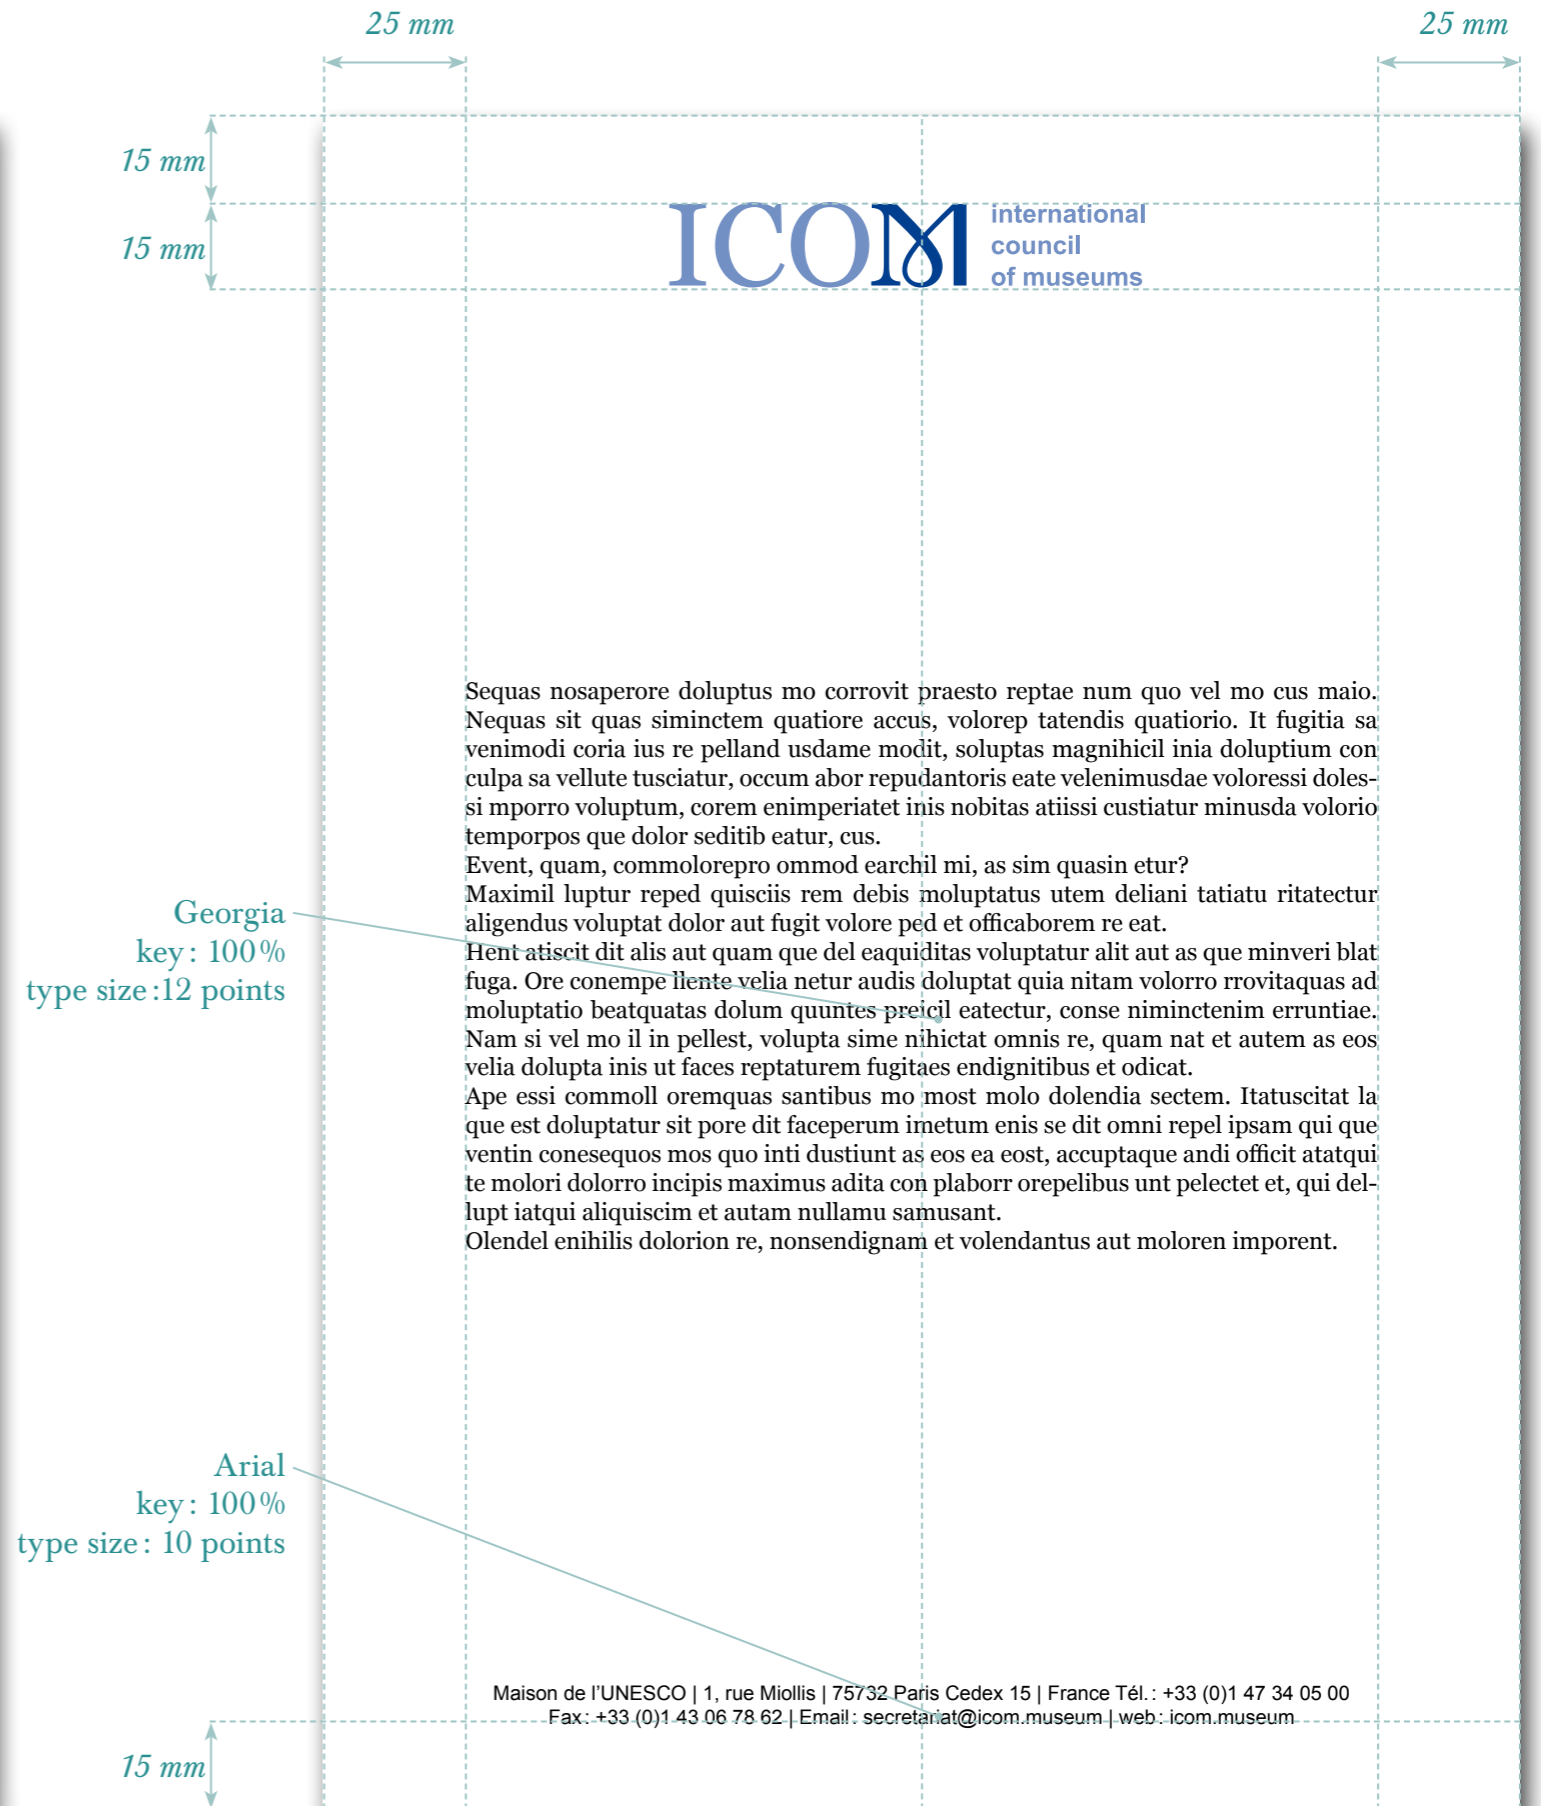 25 mm
25 mm
15 mm
15 mm
ICOM
international
council
of museums
Sequas nosaperore doluptus mo corrovit praesto reptae num quo vel mo cus maio.
Nequas sit quas siminctem quatiore accus, volorep tatendis quatiorio. It fugitia sa
venimodi coria ius re pelland usdame modit, soluptas magnihicil inia doluptium con
culpa sa vellute tusciatur, occum abor repudantoris eate velenimusdae voloressi doles-
si mporro voluptum, corem enimperiatet inis nobitas atiissi custiatur minusda volorio
temporpos que dolor seditib eatur, cus.
Event, quam, commolorepro ommod earchil mi, as sim quasin etur?
Maximil luptur reped quisciis rem debis moluptatus utem deliani tatiatu ritatectur
aligendus voluptat dolor aut fugit volore ped et officaborem re eat.
Hent atiscit dit alis aut quam que del eaquiditas voluptatur alit aut as que minveri blat
fuga. Ore conempe llente velia netur audis doluptat quia nitam volorro rrovitaquas ad
moluptatio beatquatas dolum quuntes preicil eatectur, conse niminctenim erruntiae.
Nam si vel mo il in pellest, volupta sime nihictat omnis re, quam nat et autem as eos
velia dolupta inis ut faces reptaturem fugitaes endignitibus et odicat.
Ape essi commoll oremquas santibus mo most molo dolendia sectem. Itatuscitat la
que est doluptatur sit pore dit faceperum imetum enis se dit omni repel ipsam qui que
ventin conesequos mos quo inti dustiunt as eos ea eost, accuptaque andi officit atatqui
te molori dolorro incipis maximus adita con plaborr orepelibus unt pelectet et, qui del-
lupt iatqui aliquiscim et autam nullamu samusant.
Olendel enihilis dolorion re, nonsendignam et volendantus aut moloren imporent.
Georgia
key : 100 %
type size :12 points
Arial
key : 100 %
type size : 10 points
Maison de l'UNESCO | 1, rue Miollis | 75732 Paris Cedex 15 | France Tél. : +33 (0)1 47 34 05 00
Fax : +33 (0)1 43 06 78 62 | Email : secretariat@icom.museum | web : icom.museum
15 mm